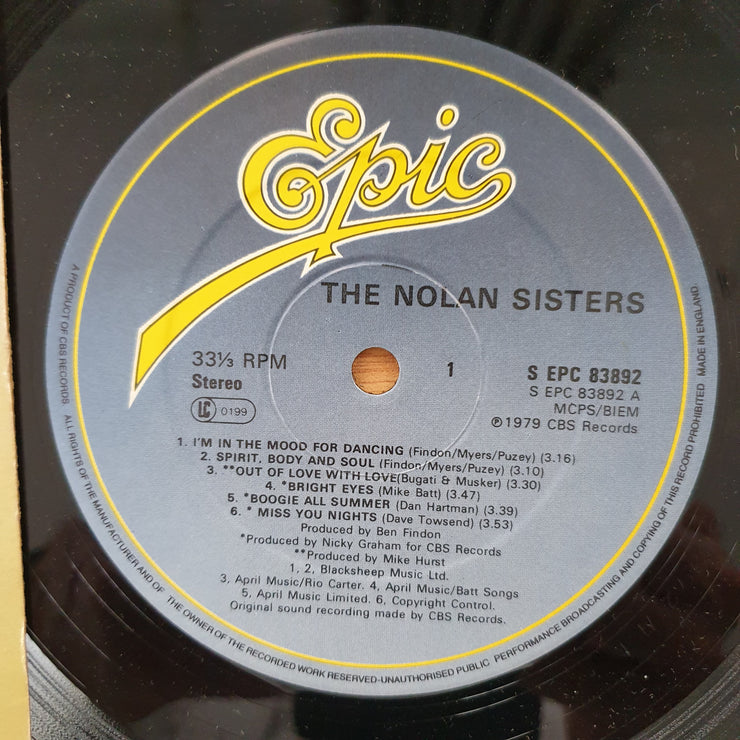 Epic
THE NOLAN SISTERS
33⅓ RPM
Stereo
LC 0199
1
S EPC 83892
S EPC 83892 A
MCPS/BIEM
℗1979 CBS Records
1. I'M IN THE MOOD FOR DANCING (Findon/Myers/Puzey) (3.16)
2. SPIRIT, BODY AND SOUL (Findon/Myers/Puzey) (3.10)
3. **OUT OF LOVE WITH LOVE(Bugati & Musker) (3.30)
4. *BRIGHT EYES (Mike Batt) (3.47)
5. *BOOGIE ALL SUMMER (Dan Hartman) (3.39)
6. * MISS YOU NIGHTS (Dave Towsend) (3.53)
Produced by Ben Findon
*Produced by Nicky Graham for CBS Records
**Produced by Mike Hurst
1, 2, Blacksheep Music Ltd.
3, April Music/Rio Carter. 4, April Music/Batt Songs
5, April Music Limited. 6, Copyright Control.
Original sound recording made by CBS Records.
A PRODUCT OF CBS RECORDS. ALL RIGHTS OF THE MANUFACTURER AND OF THE OWNER OF THE RECORDED WORK RESERVED-UNAUTHORISED PUBLIC PERFORMANCE BROADCASTING AND COPYING OF THIS RECORD PROHIBITED MADE IN ENGLAND